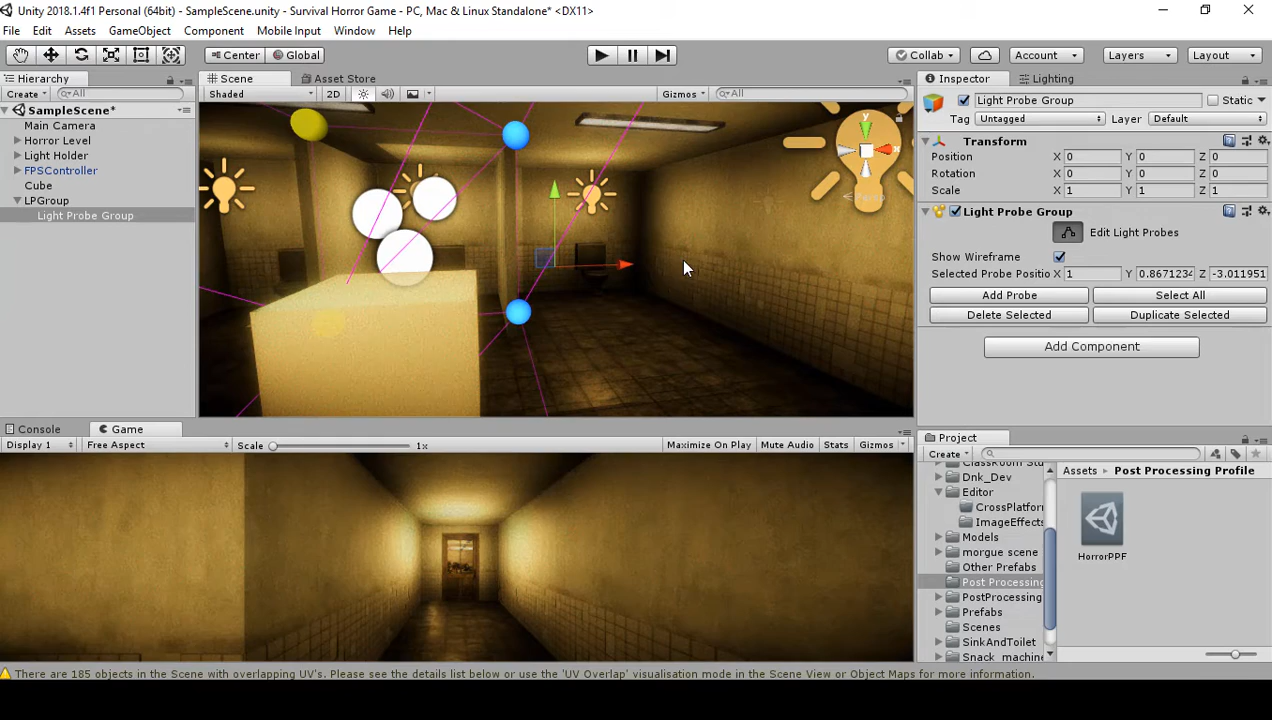 Unity 2018.1.4f1 Personal (64bit) - SampleScene.unity - Survival Horror Game - PC, Mac & Linux Standalone* <DX11>
File Edit Assets GameObject Component Mobile Input Window Help
Center Global Collab Account Layers Layout
Hierarchy Scene Asset Store Inspector Lighting
Create All Shaded 2D Gizmos All Light Probe Group Static
SampleScene* Tag Untagged Layer Default
Main Camera
Horror Level Transform
Light Holder Position X 0 Y 0 Z 0
FPSController Rotation X 0 Y 0 Z 0
Cube Scale X 1 Y 1 Z 1
LPGroup y x Persp
Light Probe Group Light Probe Group
Edit Light Probes
Show Wireframe
Selected Probe Positio X 1 Y 0.8671234 Z -3.011951
Add Probe Select All
Delete Selected Duplicate Selected
Add Component
Console Game Project
Display 1 Free Aspect Scale 1x Maximize On Play Mute Audio Stats Gizmos Create
Assets Post Processing Profile
Dnk_Dev
Editor
CrossPlatfor
ImageEffects
Models
morgue scene HorrorPPF
Other Prefabs
Post Processing
PostProcessing
Prefabs
Scenes
SinkAndToilet
Snack_machine
There are 185 objects in the Scene with overlapping UV's. Please see the details list below or use the 'UV Overlap' visualisation mode in the Scene View or Object Maps for more information.